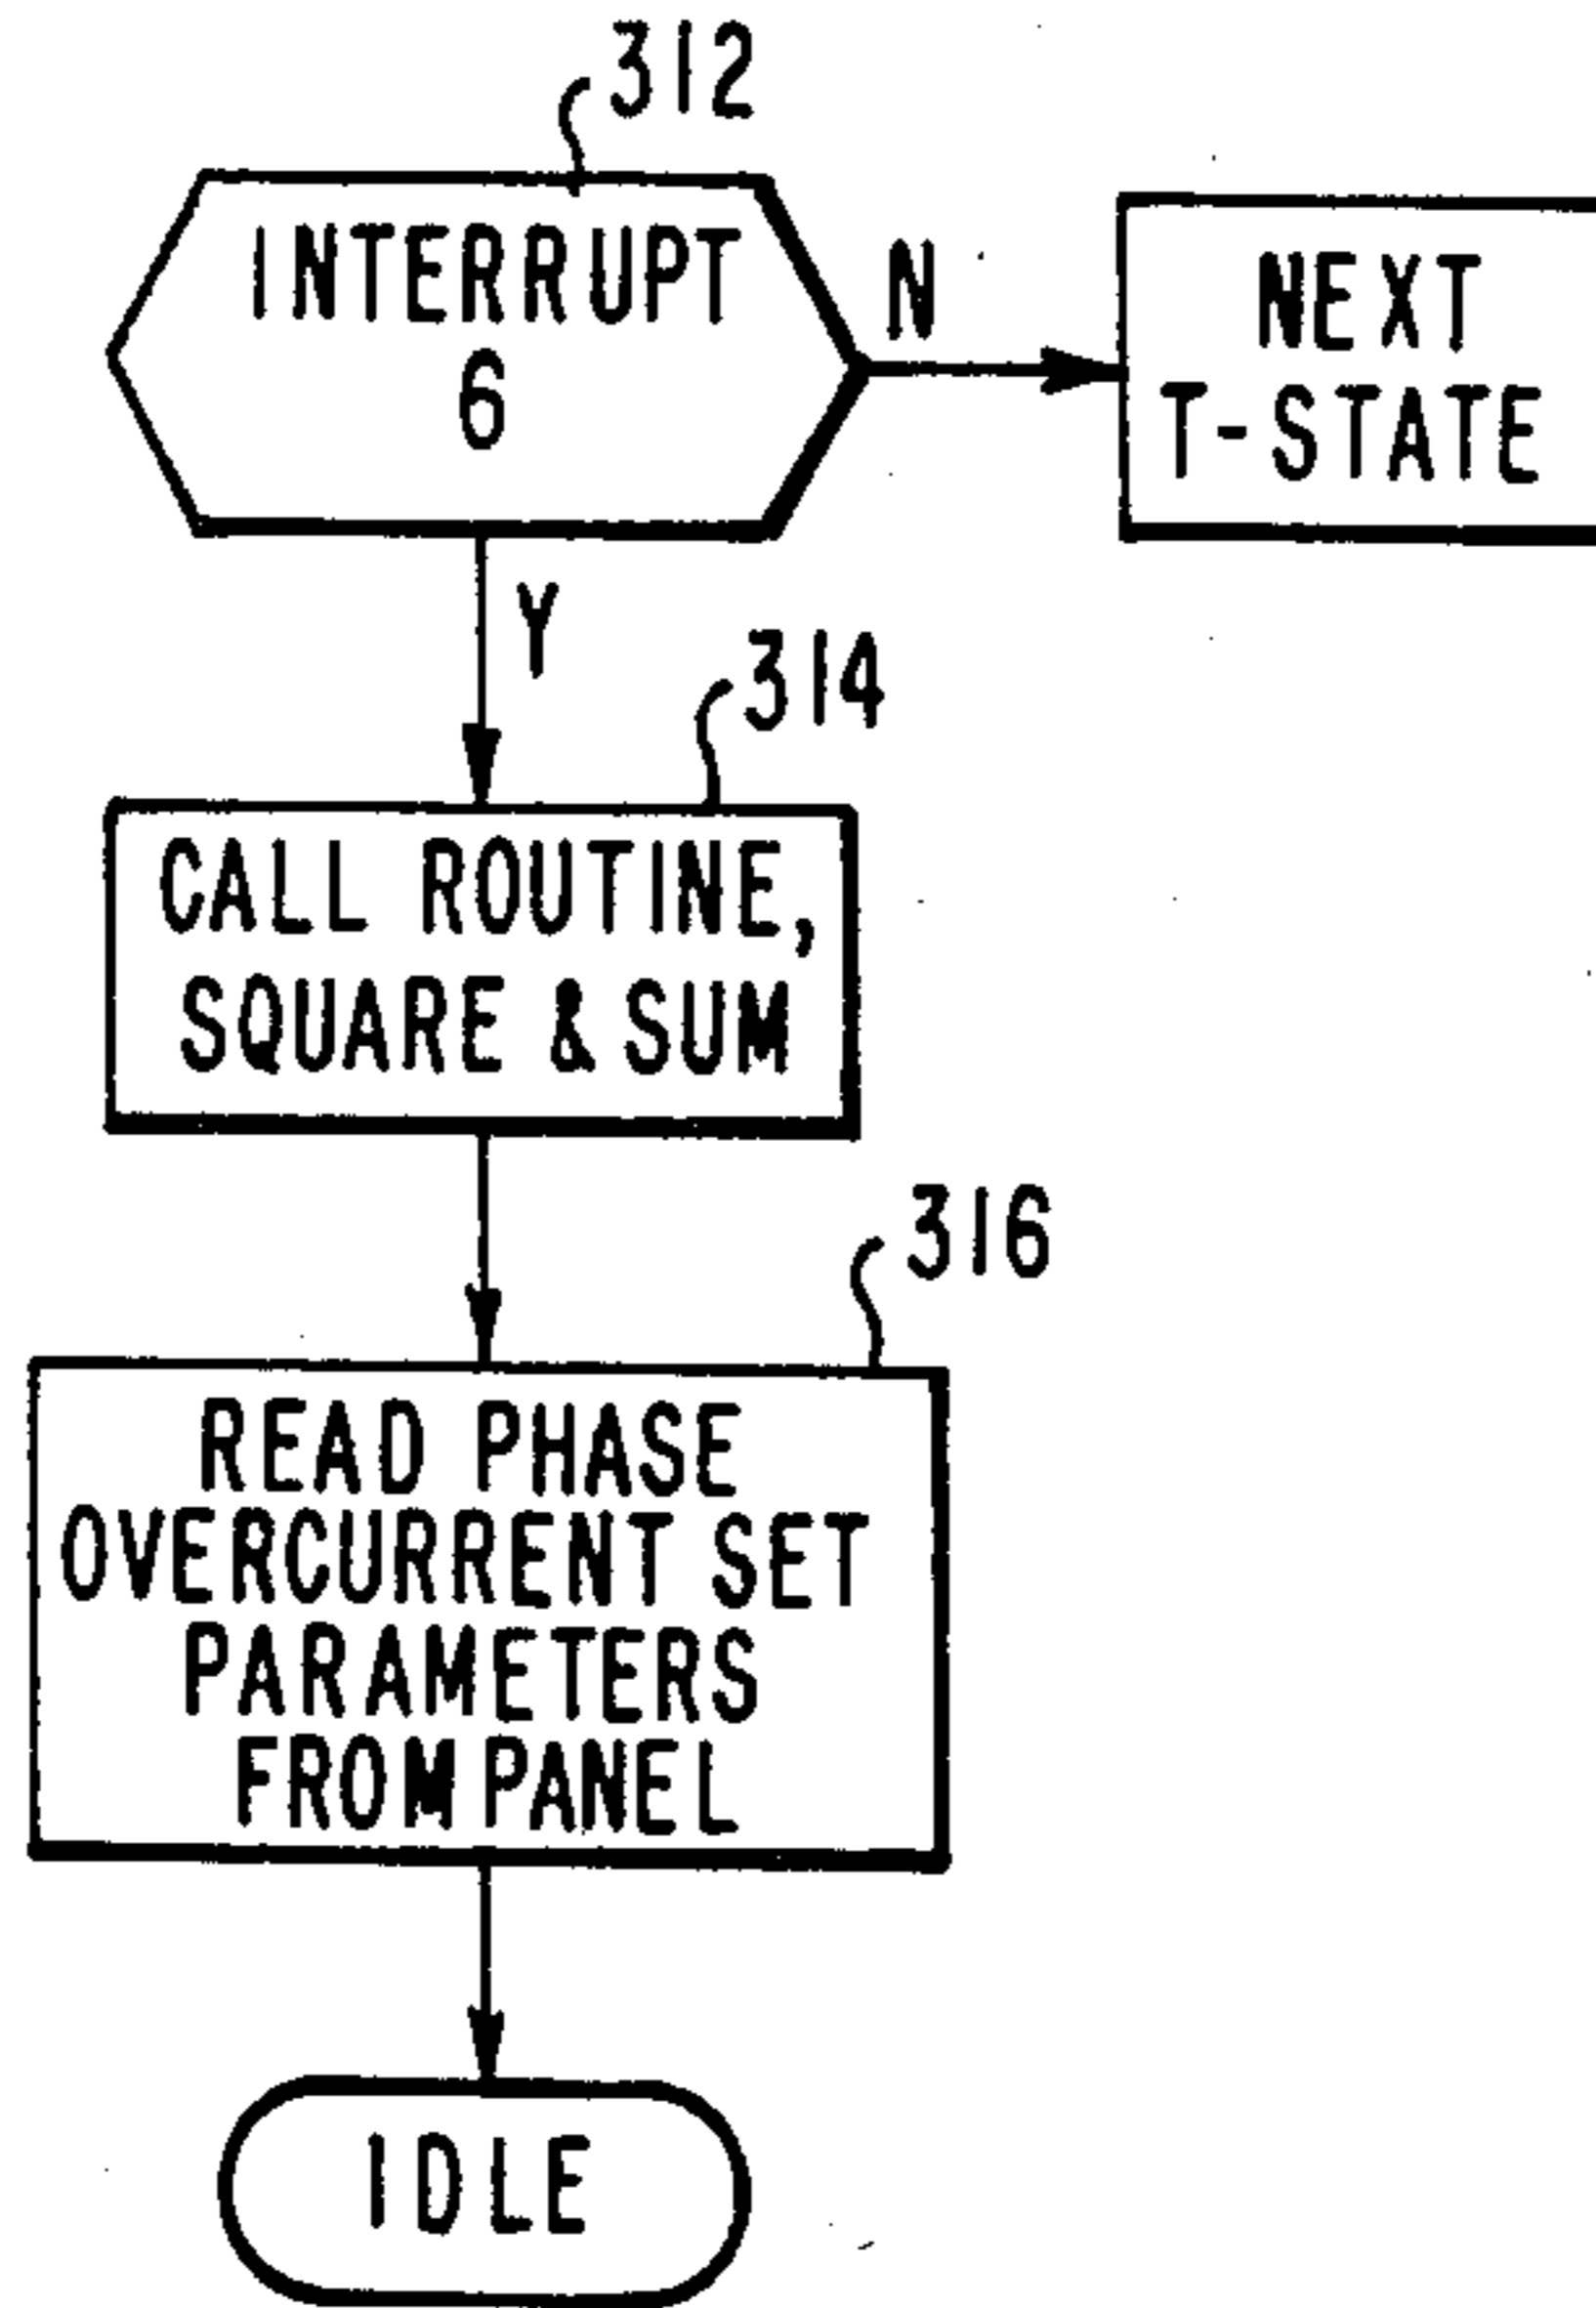 312
INTERRUPT
6
N
NEXT
T-STATE
Y
314
CALL ROUTINE,
SQUARE & SUM
316
READ PHASE
OVERCURRENT SET
PARAMETERS
FROM PANEL
IDLE